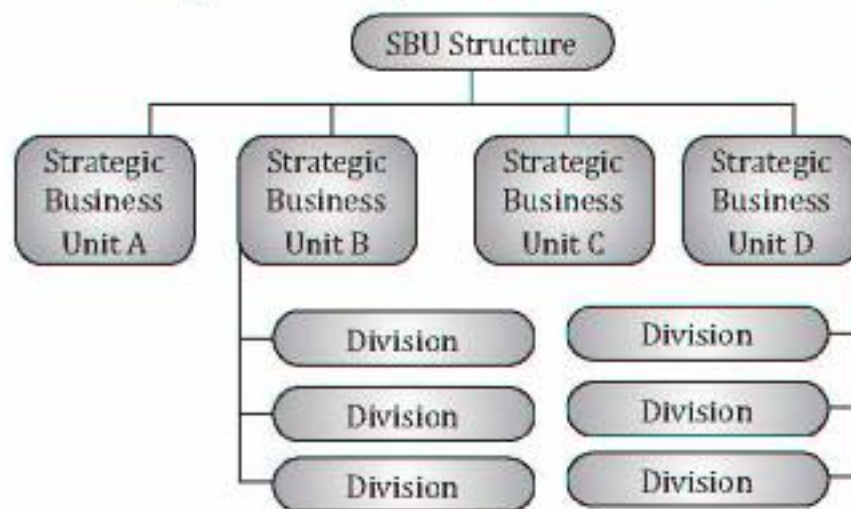 SBU Structure
Strategic
Business
Unit A
Strategic
Business
Unit B
Strategic
Business
Unit C
Strategic
Business
Unit D
Division
Division
Division
Division
Division
Division